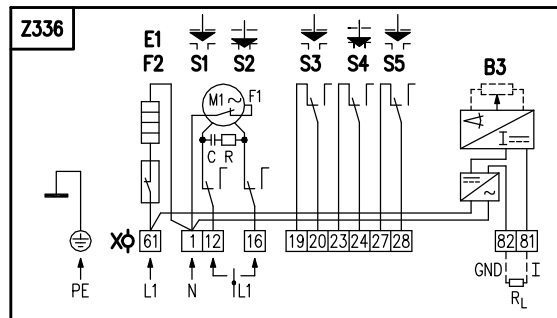 Z336
E1 S1 S2 S3 S4 S5 B3
F2
M1 ~ F1
C R
I
~
X 61 1 12 16 19 20 23 24 27 28 82 81
GND I
PE L1 N L1 RL